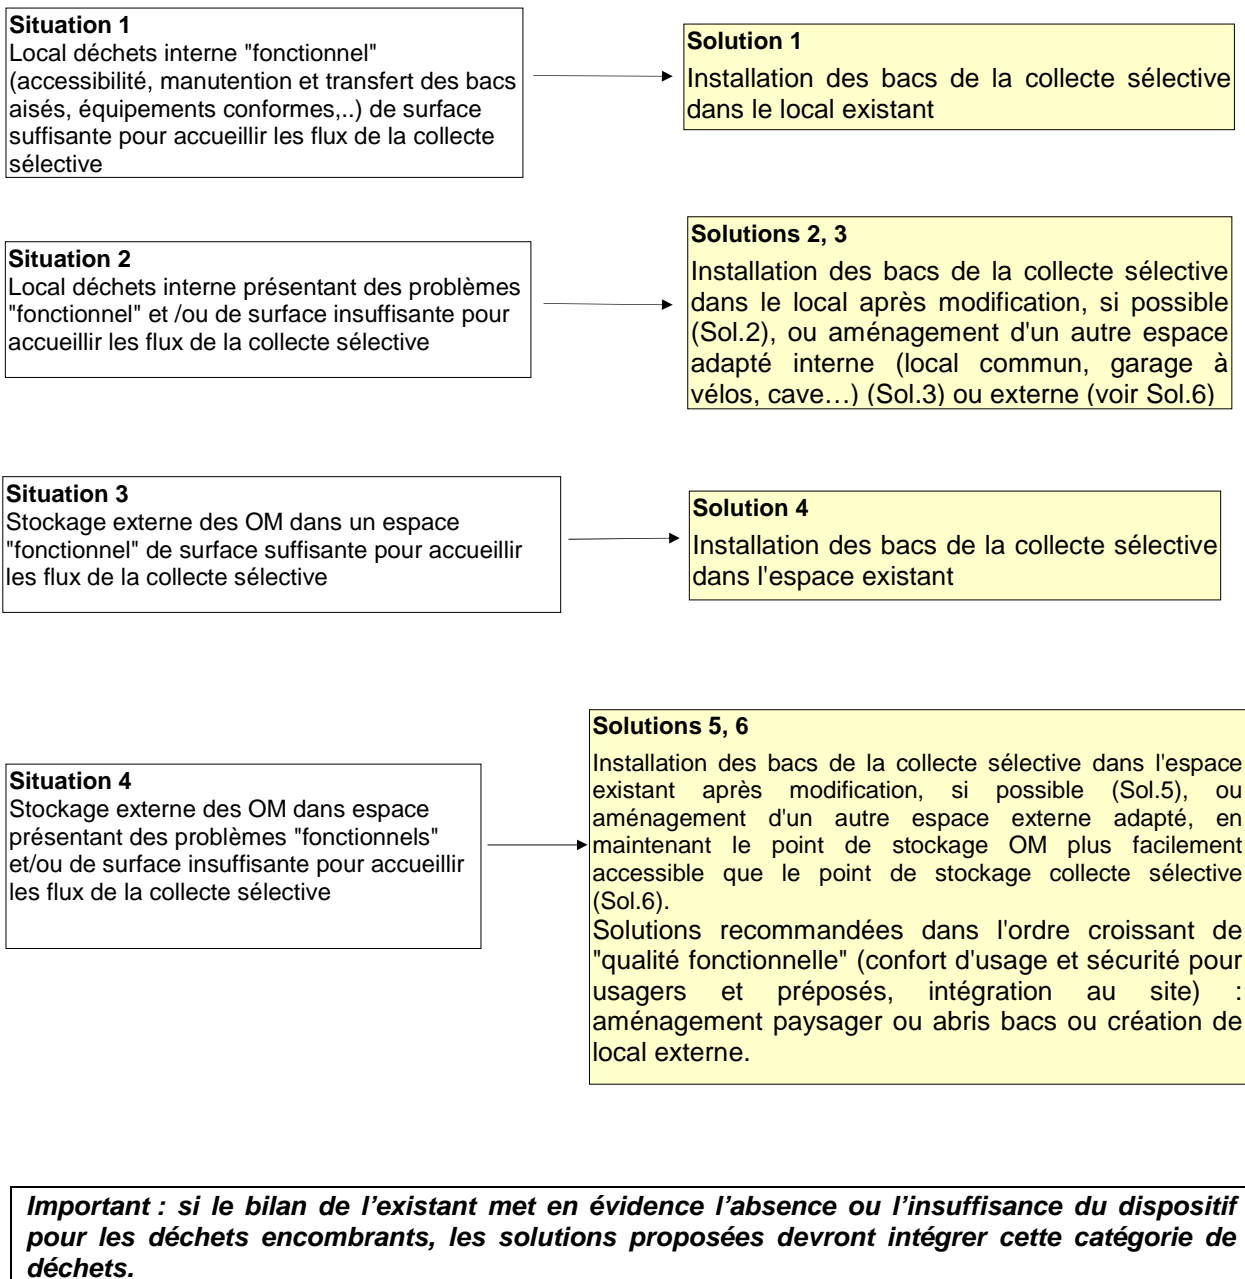 Situation 1
Local déchets interne "fonctionnel"
(accessibilité, manutention et transfert des bacs
aisés, équipements conformes,..) de surface
suffisante pour accueillir les flux de la collecte
sélective
Solution 1
Installation des bacs de la collecte sélective
dans le local existant
Situation 2
Local déchets interne présentant des problèmes
"fonctionnel" et /ou de surface insuffisante pour
accueillir les flux de la collecte sélective
Solutions 2, 3
Installation des bacs de la collecte sélective
dans le local après modification, si possible
(Sol.2), ou aménagement d'un autre espace
adapté interne (local commun, garage à
vélos, cave…) (Sol.3) ou externe (voir Sol.6)
Situation 3
Stockage externe des OM dans un espace
"fonctionnel" de surface suffisante pour accueillir
les flux de la collecte sélective
Solution 4
Installation des bacs de la collecte sélective
dans l'espace existant
Situation 4
Stockage externe des OM dans espace
présentant des problèmes "fonctionnels"
et/ou de surface insuffisante pour accueillir
les flux de la collecte sélective
Solutions 5, 6
Installation des bacs de la collecte sélective dans l'espace
existant après modification, si possible (Sol.5), ou
aménagement d'un autre espace externe adapté, en
maintenant le point de stockage OM plus facilement
accessible que le point de stockage collecte sélective
(Sol.6).
Solutions recommandées dans l'ordre croissant de
"qualité fonctionnelle" (confort d'usage et sécurité pour
usagers et préposés, intégration au site) :
aménagement paysager ou abris bacs ou création de
local externe.
Important : si le bilan de l’existant met en évidence l’absence ou l’insuffisance du dispositif
pour les déchets encombrants, les solutions proposées devront intégrer cette catégorie de
déchets.